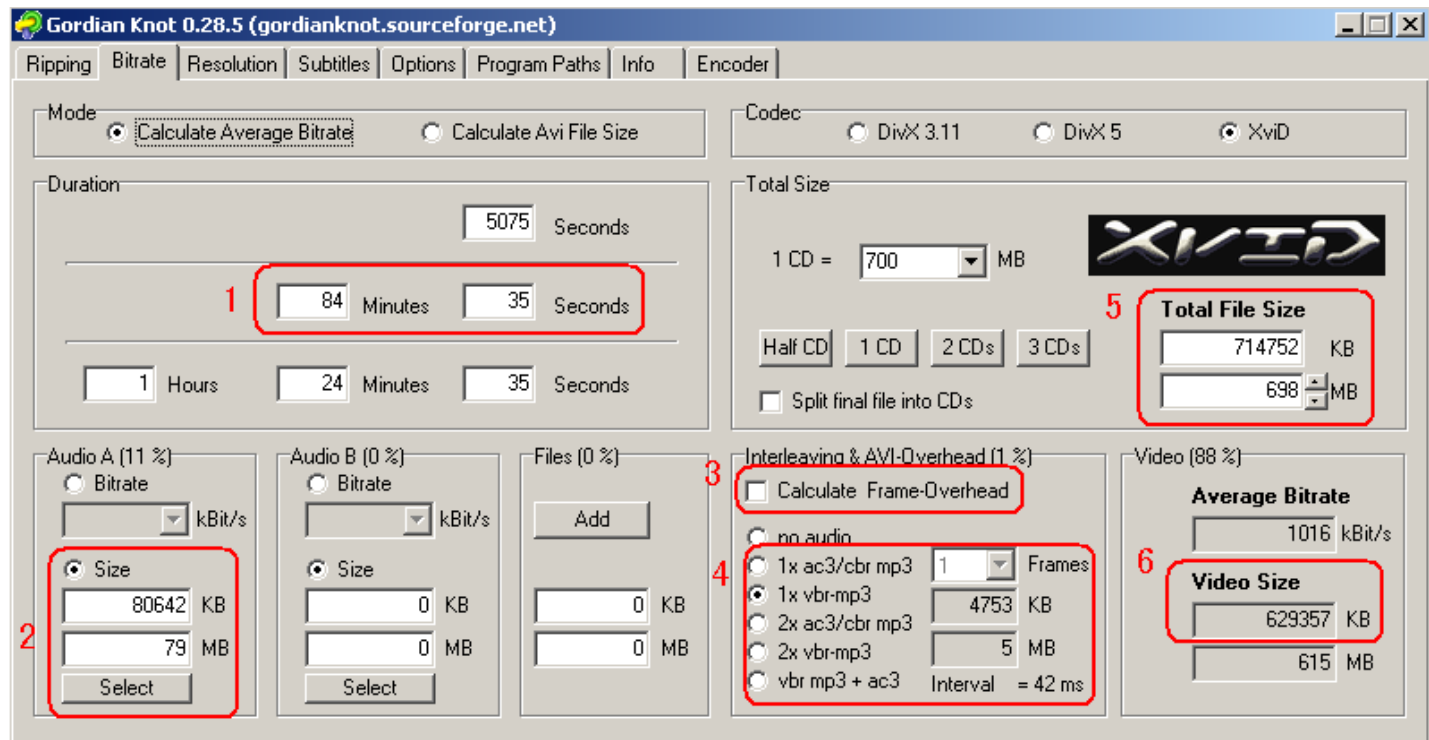 Gordian Knot 0.28.5 (gordianknot.sourceforge.net)
Ripping Bitrate Resolution Subtitles Options Program Paths Info Encoder
Mode
Calculate Average Bitrate Calculate Avi File Size
Codec
DivX 3.11 DivX 5 XviD
Duration
5075 Seconds
1 84 Minutes 35 Seconds
1 Hours 24 Minutes 35 Seconds
Total Size
XVID
1 CD = 700 MB
5 Total File Size
714752 KB
698 MB
Half CD 1 CD 2 CDs 3 CDs
Split final file into CDs
Audio A (11 %)
Bitrate
kBit/s
Size
80642 KB
2 79 MB
Select
Audio B (0 %)
Bitrate
kBit/s
Size
0 KB
0 MB
Select
Files (0 %)
Add
0 KB
0 MB
Interleaving & AVI-Overhead (1 %)
3 Calculate Frame-Overhead
no audio
4 1x ac3/cbr mp3 1 Frames
1x vbr-mp3 4753 KB
2x ac3/cbr mp3
2x vbr-mp3 5 MB
vbr mp3 + ac3 Interval = 42 ms
Video (88 %)
Average Bitrate
1016 kBit/s
6 Video Size
629357 KB
615 MB